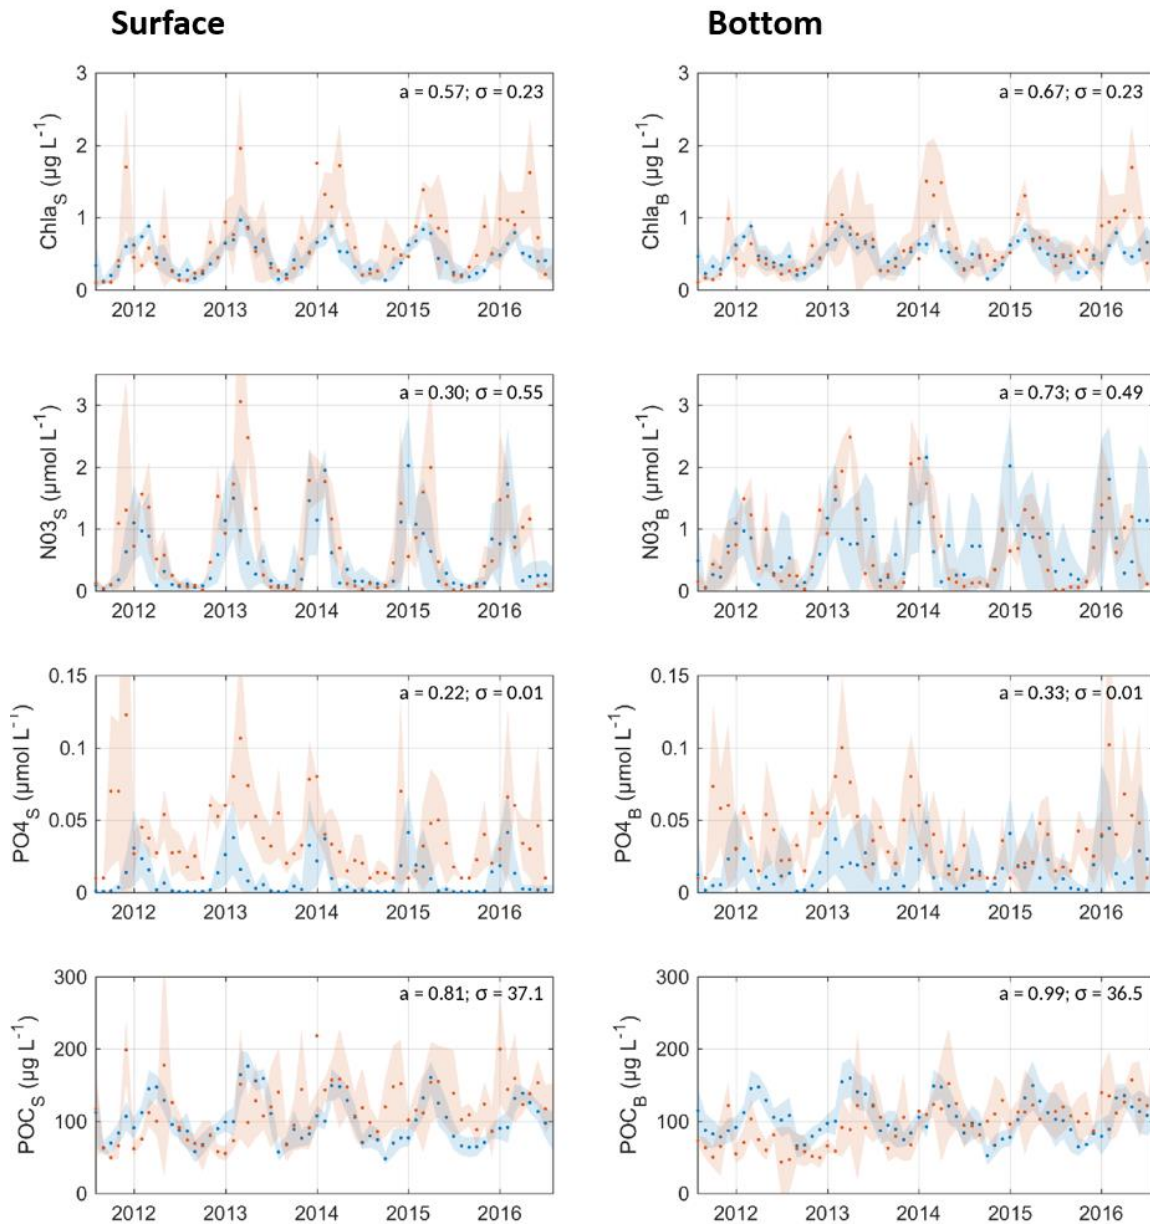 Surface
Bottom
3
2
1
0
Chla_S (µg L⁻¹)
a = 0.57; σ = 0.23
2012 2013 2014 2015 2016
3
2
1
0
Chla_B (µg L⁻¹)
a = 0.67; σ = 0.23
2012 2013 2014 2015 2016
3
2
1
0
N03_S (µmol L⁻¹)
a = 0.30; σ = 0.55
2012 2013 2014 2015 2016
3
2
1
0
N03_B (µmol L⁻¹)
a = 0.73; σ = 0.49
2012 2013 2014 2015 2016
0.15
0.1
0.05
0
PO4_S (µmol L⁻¹)
a = 0.22; σ = 0.01
2012 2013 2014 2015 2016
0.15
0.1
0.05
0
PO4_B (µmol L⁻¹)
a = 0.33; σ = 0.01
2012 2013 2014 2015 2016
300
200
100
0
POC_S (µg L⁻¹)
a = 0.81; σ = 37.1
2012 2013 2014 2015 2016
300
200
100
0
POC_B (µg L⁻¹)
a = 0.99; σ = 36.5
2012 2013 2014 2015 2016